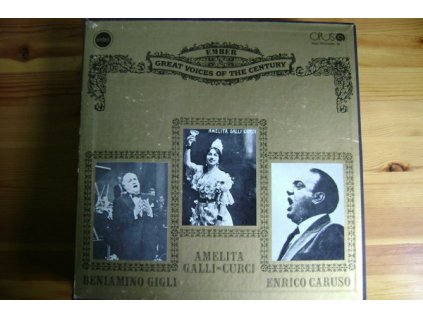 EMBER
GREAT VOICES OF THE CENTURY
OPUS
AMELITA GALLI-CURCI
BENIAMINO GIGLI
AMELITA
GALLI-CURCI
ENRICO CARUSO